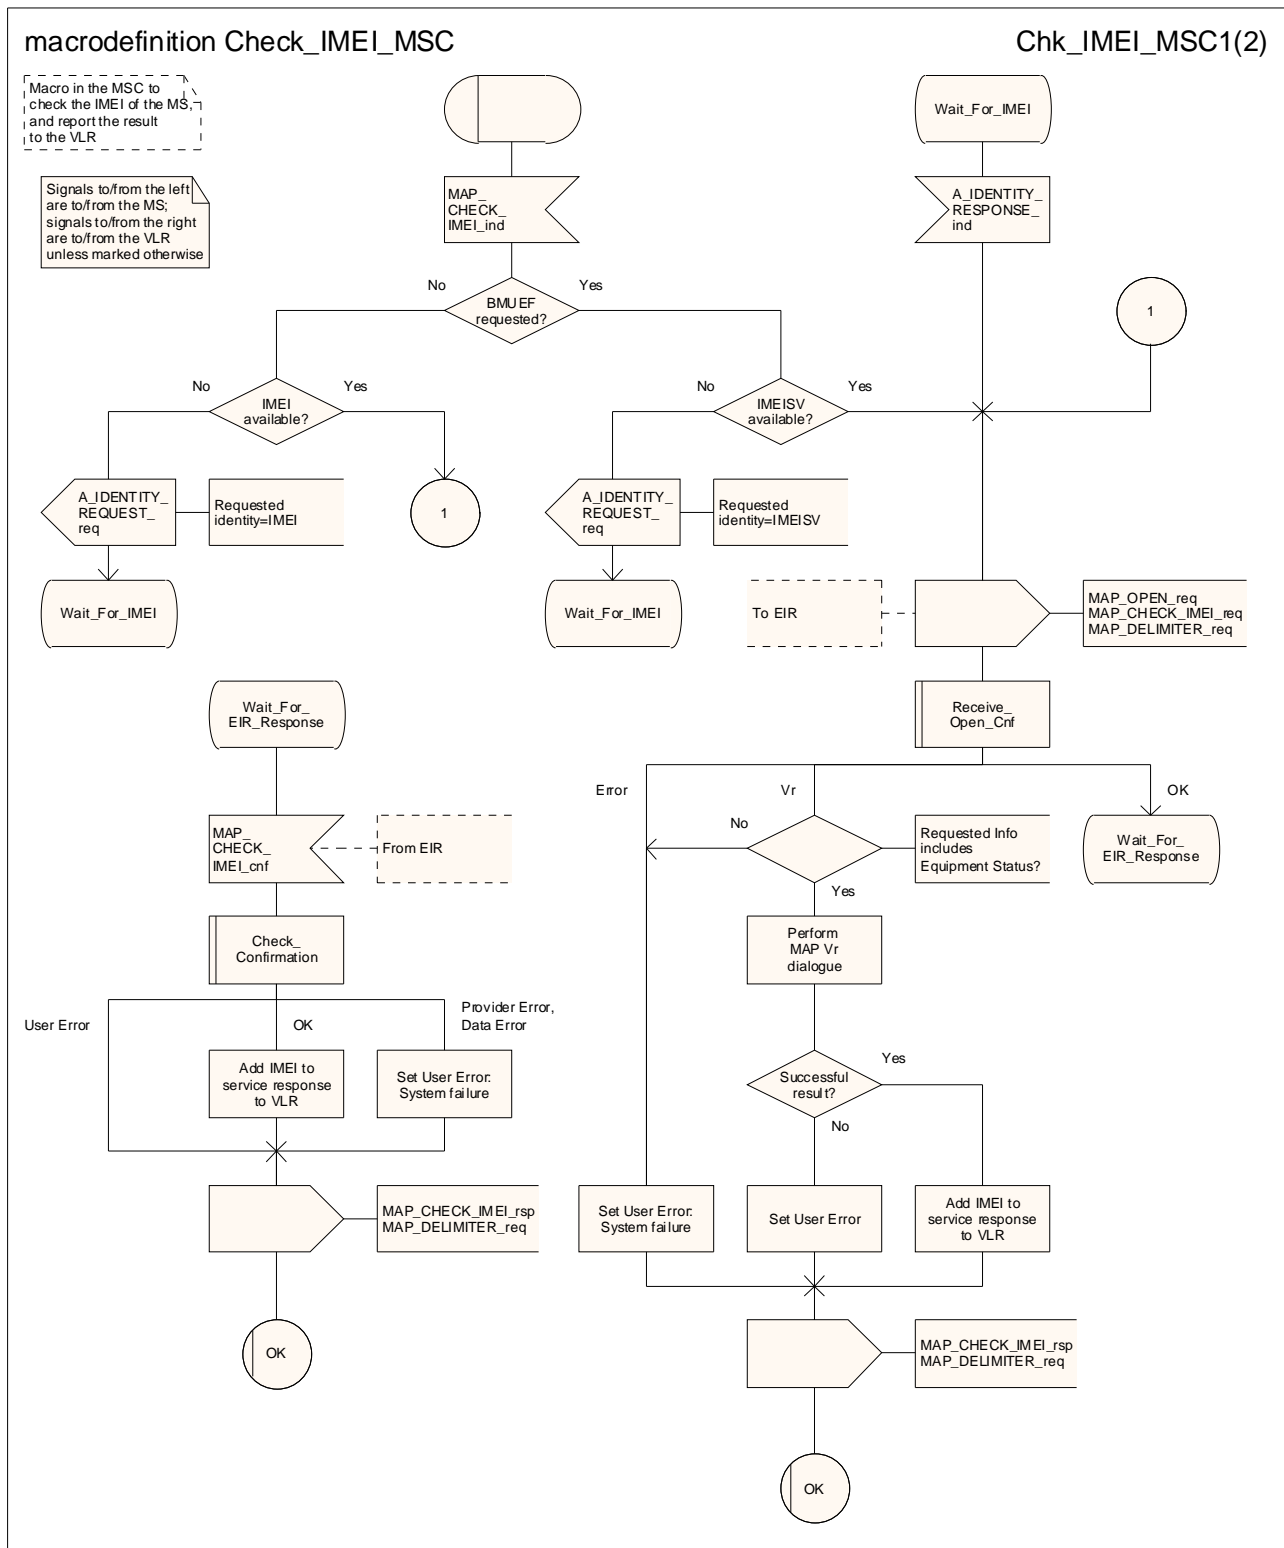 macrodefinition Check_IMEI_MSC
Chk_IMEI_MSC1(2)
Macro in the MSC to
check the IMEI of the MS,
and report the result
to the VLR
Signals to/from the left
are to/from the MS;
signals to/from the right
are to/from the VLR
unless marked otherwise
MAP_
CHECK_
IMEI_ind
Wait_For_IMEI
A_IDENTITY_
RESPONSE_
ind
No
BMUEF
requested?
Yes
1
No
IMEI
available?
Yes
No
IMEISV
available?
Yes
A_IDENTITY_
REQUEST_
req
Requested
identity=IMEI
1
A_IDENTITY_
REQUEST_
req
Requested
identity=IMEISV
Wait_For_IMEI
Wait_For_IMEI
To EIR
MAP_OPEN_req
MAP_CHECK_IMEI_req
MAP_DELIMITER_req
Wait_For_
EIR_Response
Receive_
Open_Cnf
Error
Vr
OK
MAP_
CHECK_
IMEI_cnf
From EIR
No
Requested Info
includes
Equipment Status?
Wait_For_
EIR_Response
Yes
Check_
Confirmation
Perform
MAP Vr
dialogue
User Error
OK
Provider Error,
Data Error
Add IMEI to
service response
to VLR
Set User Error:
System failure
Successful
result?
Yes
No
MAP_CHECK_IMEI_rsp
MAP_DELIMITER_req
Set User Error:
System failure
Set User Error
Add IMEI to
service response
to VLR
OK
MAP_CHECK_IMEI_rsp
MAP_DELIMITER_req
OK